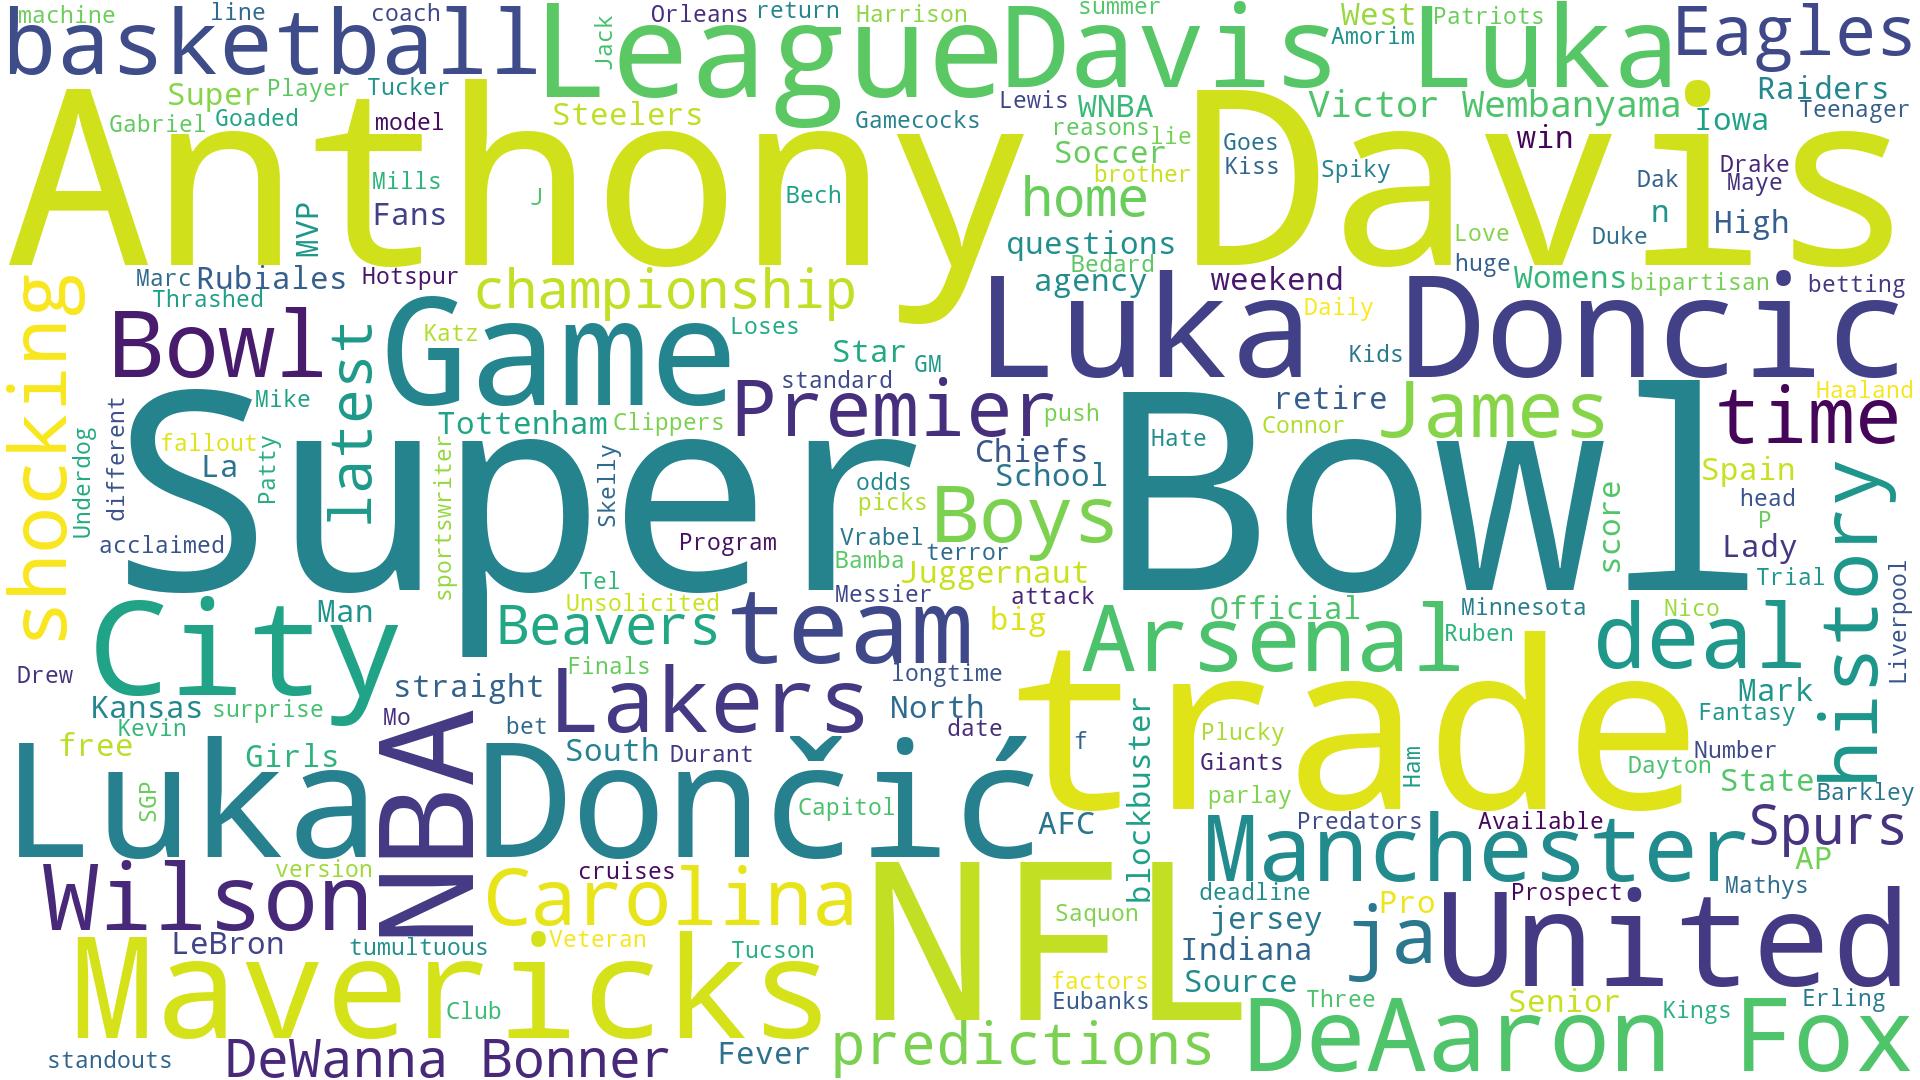 machine
line
coach
basketball
League
Jack
Orleans
return
Harrison
Davis
summer
West
Amorim
Patriots
Luka
Eagles
Super
Player
Tucker
Gabriel
Goaded
model
Steelers
Gamecocks
Lewis
WNBA
reasons
lie
Soccer
brother
Victor Wembanyama
Raiders
Teenager
Iowa
win
Goes
Kiss
Spiky
Drake
Maye
Dak
n
High
Duke
Love
huge
Anthony Davis
Mills
Fans
MVP
J
Bech
home
questions
Bedard
agency
weekend
Womens
bipartisan
betting
Marc
Rubiales
Hotspur
Thrashed
championship
shocking
Bowl
latest
Game
Katz
Loses
Star
GM
Luka Doncic
Daily
Kids
Haaland
Mike
standard
Premier
push
retire
Connor
James
time
Tottenham
Clippers
Chiefs
School
Hate
Underdog
different
fallout
La
Patty
sportswriter
Skelly
odds
picks
Boys
Super Bowl
score
Spain
head
P
Lady
Trial
history
Liverpool
acclaimed
Program
Vrabel
terror
Bamba
Juggernaut
Tel
Unsolicited
Messier
attack
City
Man
Beavers
team
big
Official
Arsenal
Minnesota
Ruben
Nico
deal
Drew
Finals
longtime
Kansas
surprise
Kevin
straight
Mo
Lakers
North
date
bet
trade
Mark
Fantasy
free
Girls
NBA
South
Durant
f
blockbuster
Plucky
Giants
parlay
Ham
Number
Dayton
State
Barkley
Luka Dončić
SGP
Capitol
AFC
Predators
Available
Manchester
Spurs
AP
version
cruises
Wilson
Carolina
NFL
Saquon
deadline
jersey
Pro
Prospect
Mathys
LeBron
tumultuous
Veteran
Tucson
Indiana
ja
United
Mavericks
Club
factors
Eubanks
Source
Three
Senior
Kings
Erling
standouts
DeWanna Bonner
Fever
predictions
DeAaron Fox